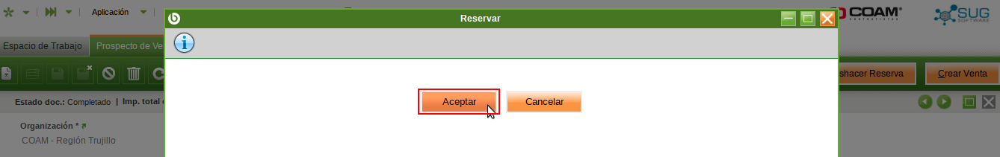 Aplicación
Reservar
COAM
CONTRATISTAS
SUG
SOFTWARE
Espacio de Trabajo
Prospecto de Ve
shacer Reserva
Crear Venta
Aceptar
Cancelar
Estado doc.: Completado | Imp. total
Organización *
COAM - Región Trujillo